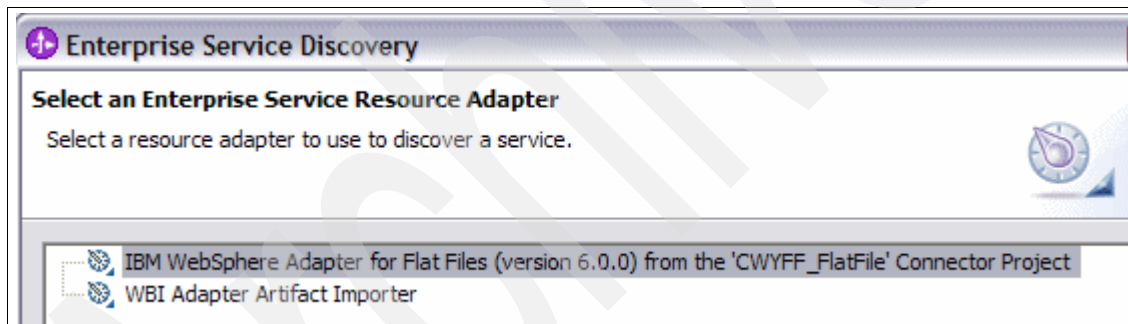 Enterprise Service Discovery
Select an Enterprise Service Resource Adapter
Select a resource adapter to use to discover a service.
IBM WebSphere Adapter for Flat Files (version 6.0.0) from the 'CWYFF_FlatFile' Connector Project
WBI Adapter Artifact Importer